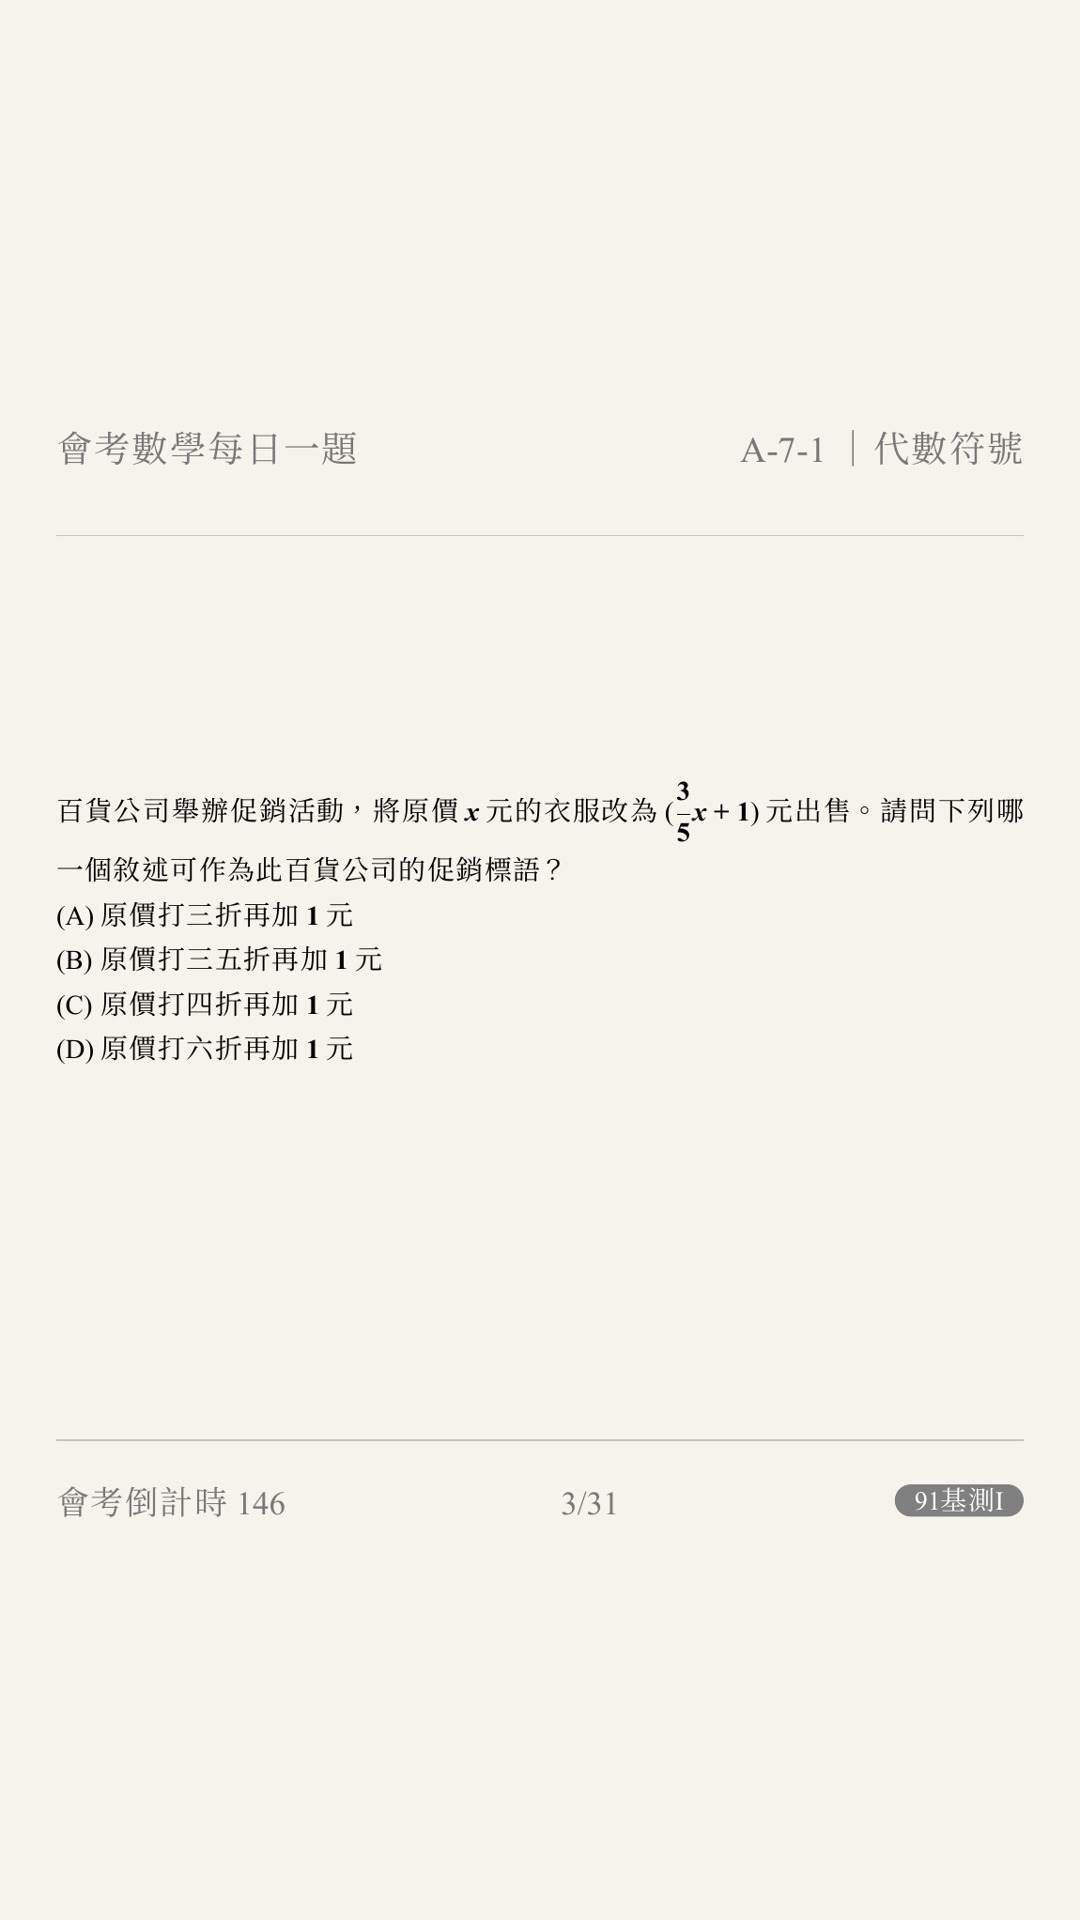 會考數學每日一題
A-7-1｜代數符號
百貨公司舉辦促銷活動，將原價 x 元的衣服改為 (3/5x + 1) 元出售。請問下列哪
一個敘述可作為此百貨公司的促銷標語？
(A) 原價打三折再加 1 元
(B) 原價打三五折再加 1 元
(C) 原價打四折再加 1 元
(D) 原價打六折再加 1 元
會考倒計時 146
3/31
91基測I